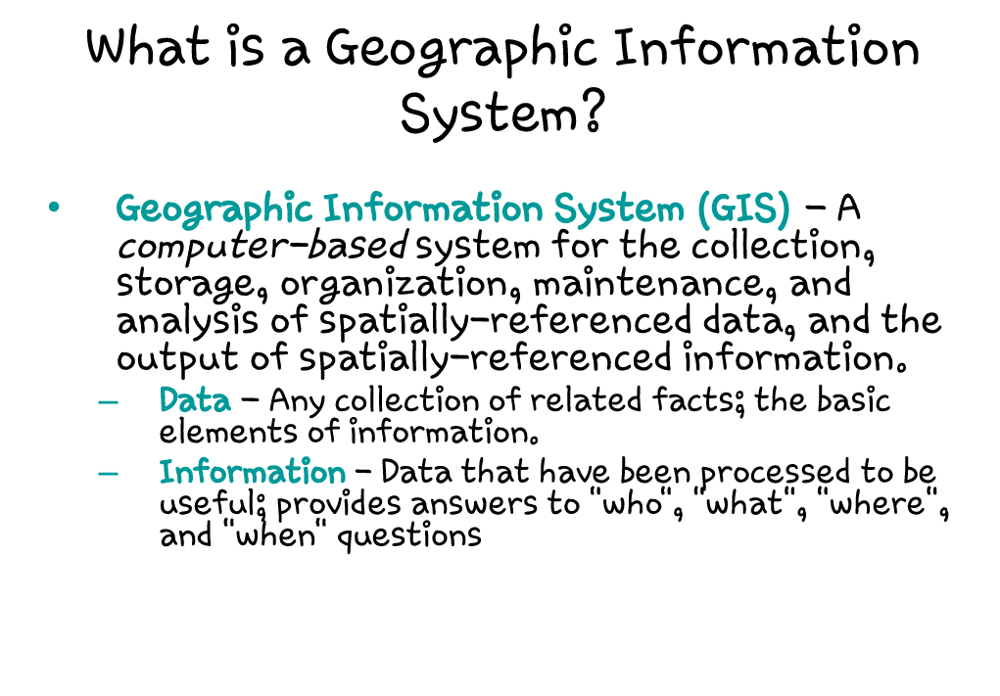 What is a Geographic Information
System?
• Geographic Information System (GIS) – A
computer-based system for the collection,
storage, organization, maintenance, and
analysis of spatially-referenced data, and the
output of spatially-referenced information.
– Data – Any collection of related facts; the basic
elements of information.
– Information – Data that have been processed to be
useful; provides answers to "who", "what", "where",
and "when" questions